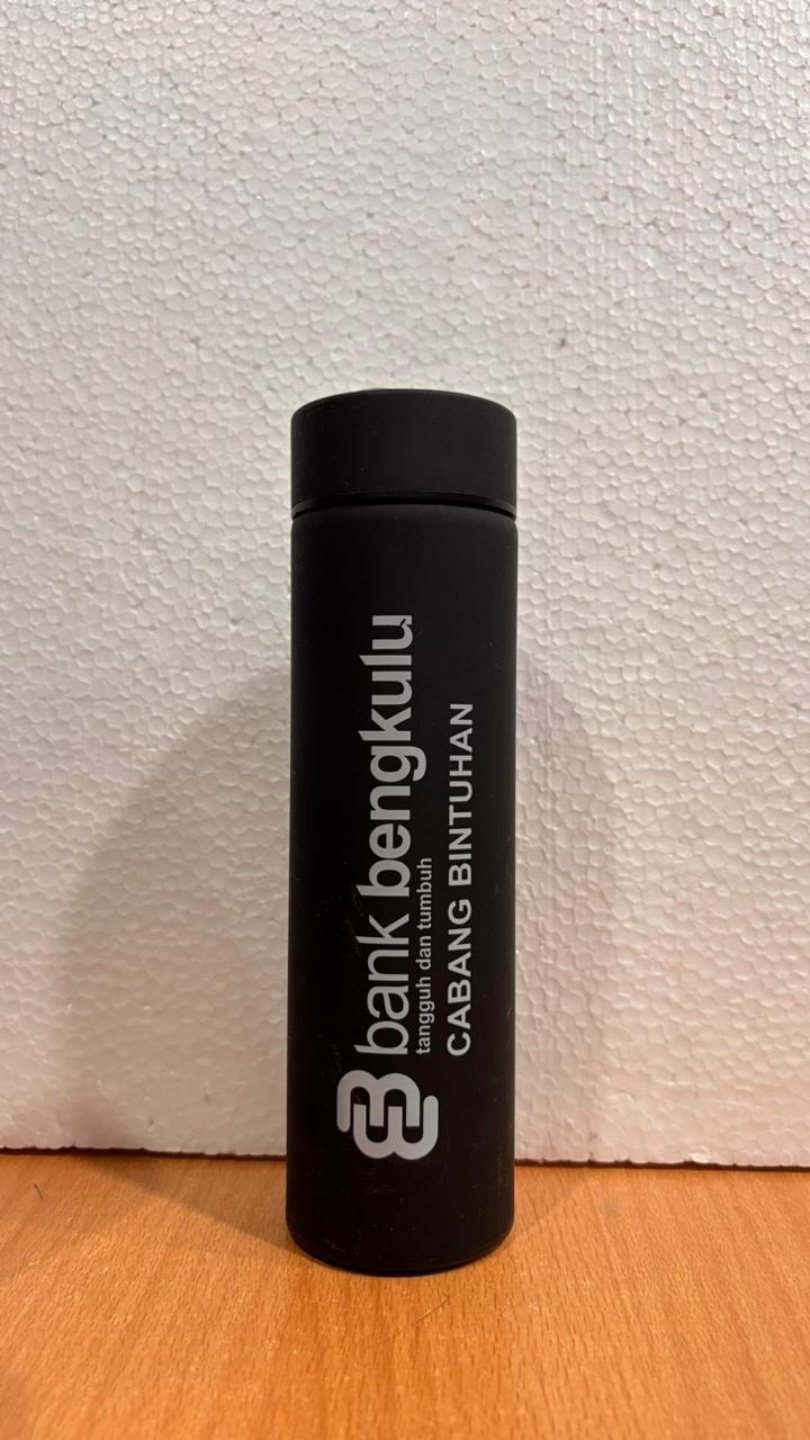 bank bengkulu
tangguh dan tumbuh
CABANG BINTUHAN